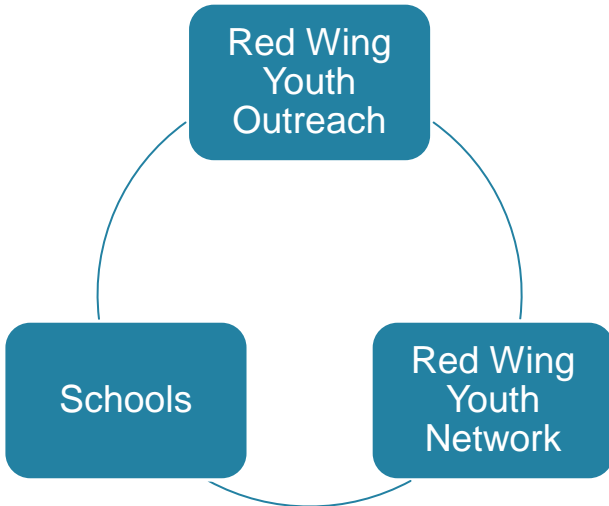 Red Wing
Youth
Outreach
Schools
Red Wing
Youth
Network